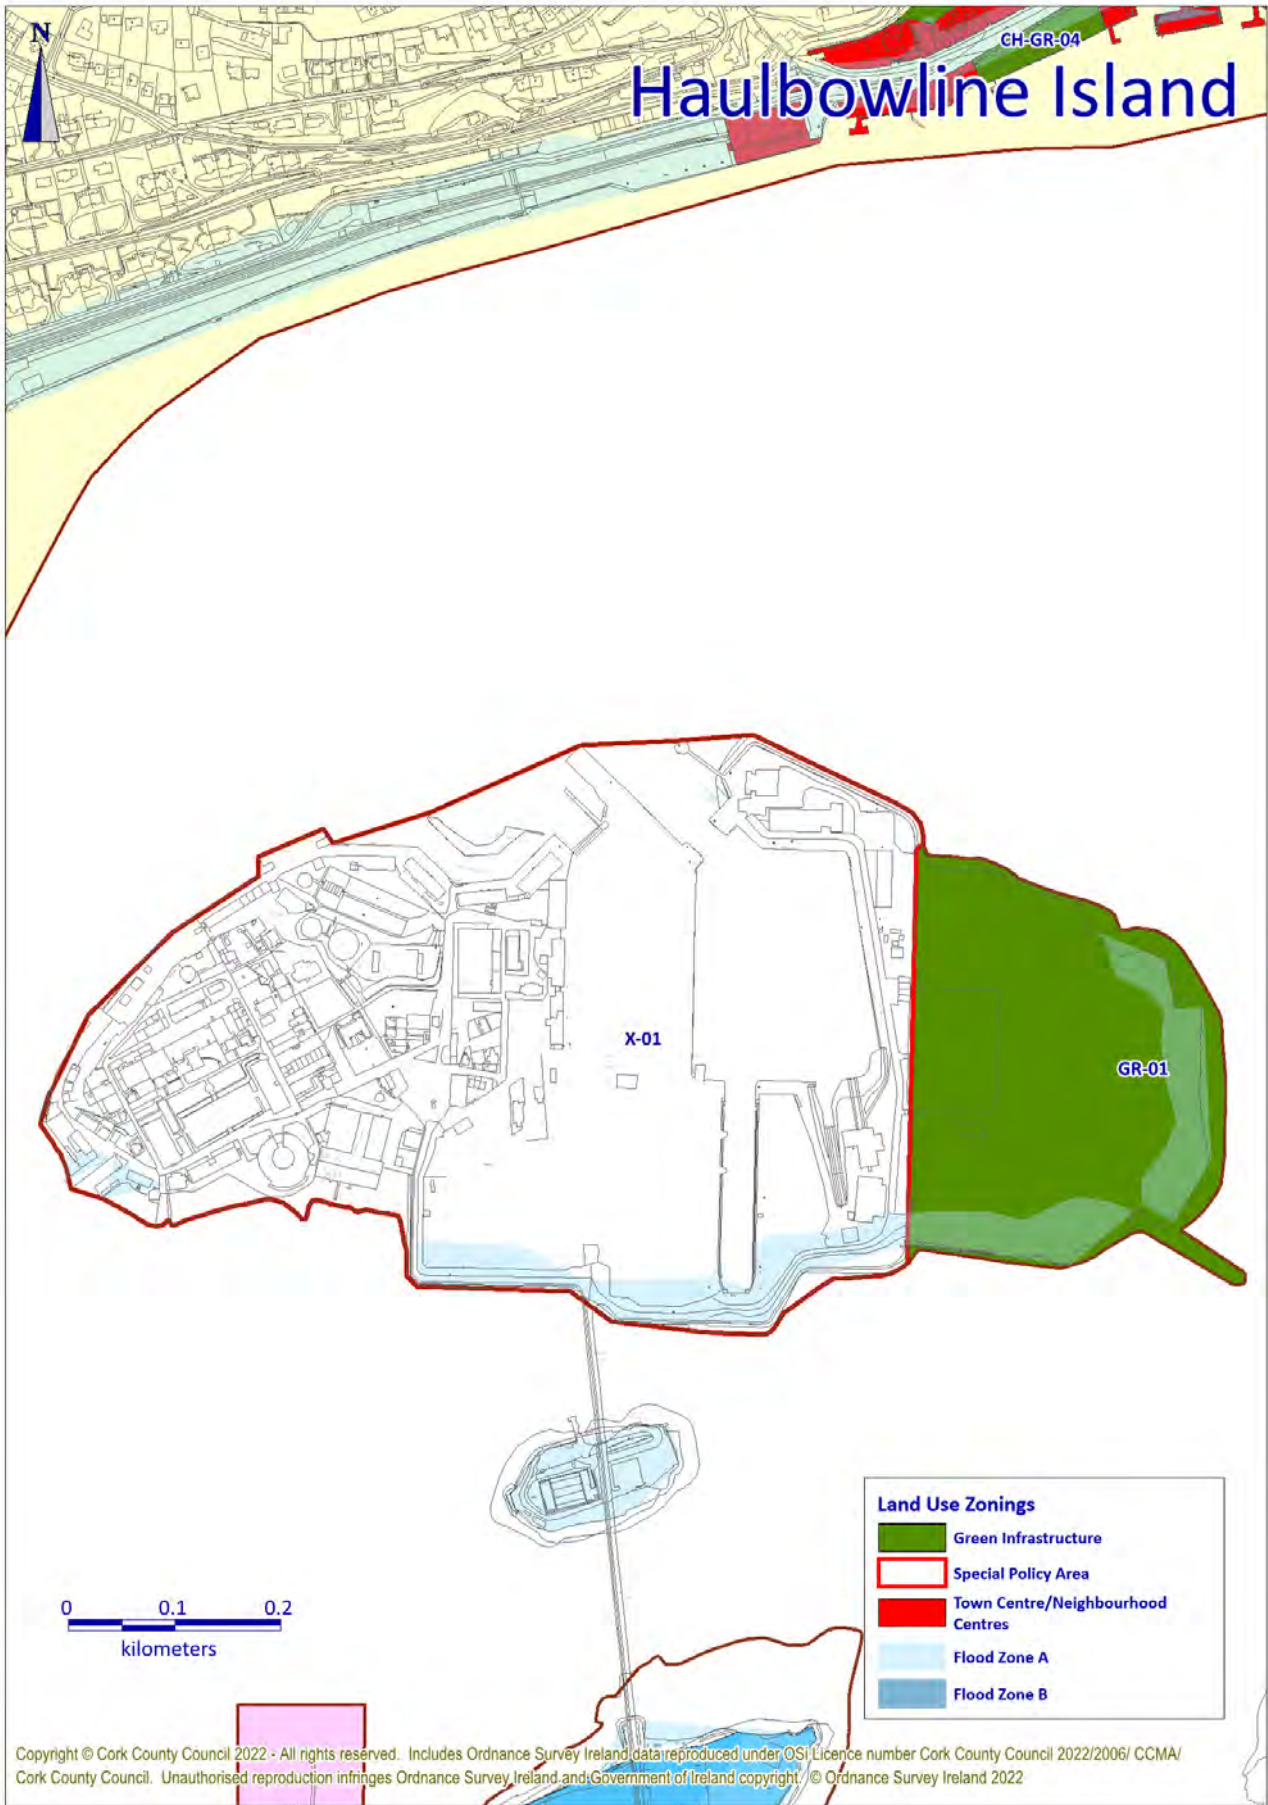 N
CH-GR-04
Haulbowline Island
X-01
GR-01
Land Use Zonings
Green Infrastructure
Special Policy Area
Town Centre/Neighbourhood
Centres
Flood Zone A
Flood Zone B
0 0.1 0.2
kilometers
Copyright © Cork County Council 2022 - All rights reserved. Includes Ordnance Survey Ireland data reproduced under OSi Licence number Cork County Council 2022/2006/ CCMA/
Cork County Council. Unauthorised reproduction infringes Ordnance Survey Ireland and Government of Ireland copyright. © Ordnance Survey Ireland 2022